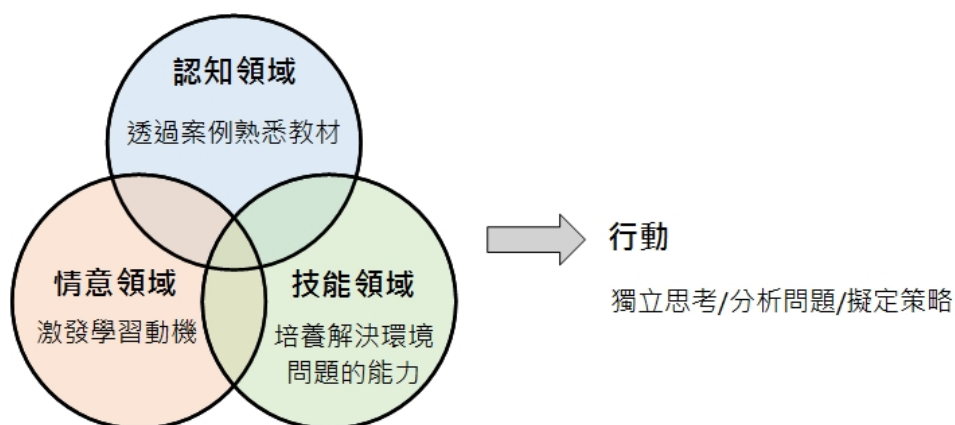 認知領域
透過案例熟悉教材
情意領域
激發學習動機
技能領域
培養解決環境
問題的能力
行動
獨立思考/分析問題/擬定策略